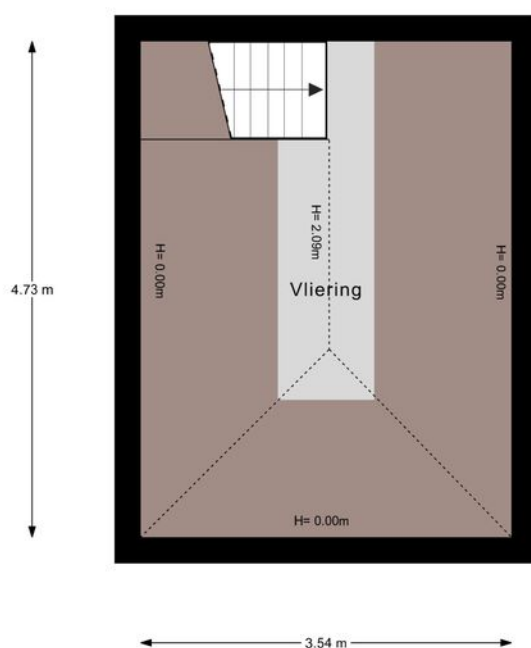 H= 2.09m
H= 0.00m
H= 0.00m
4.73 m
Vliering
H= 0.00m
3.54 m